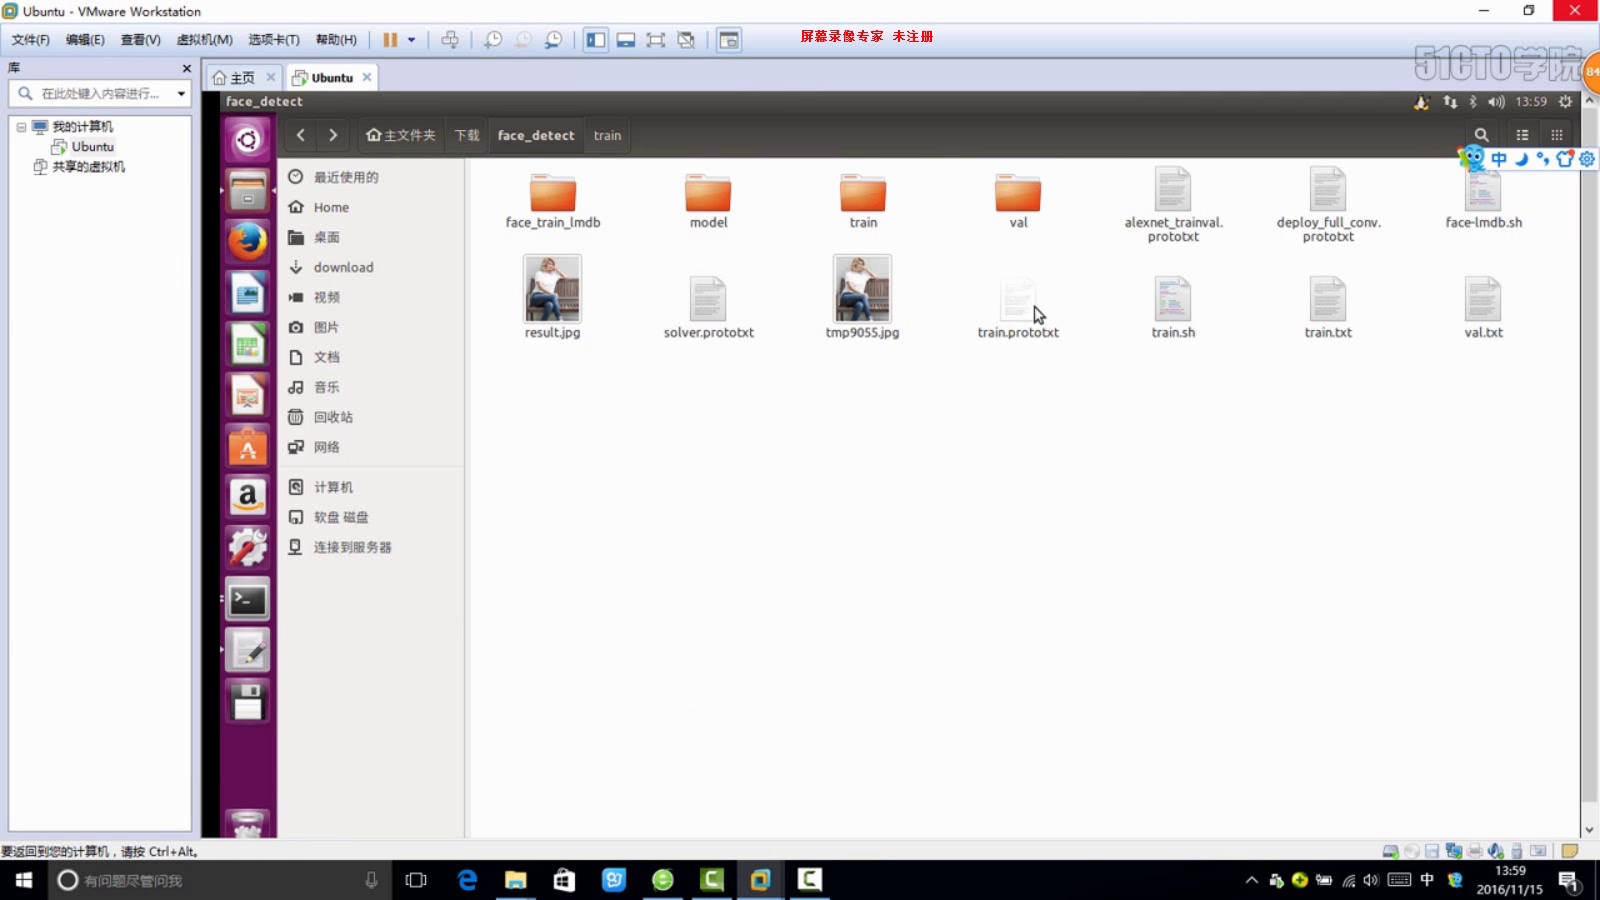 Ubuntu - VMware Workstation
文件(F) 编辑(E) 查看(V) 虚拟机(M) 选项卡(T) 帮助(H)
屏幕录像专家 未注册
51CTO学院
84
库
主页
Ubuntu
在此处键入内容进行...
face_detect
13:59
我的计算机
Ubuntu
共享的虚拟机
主文件夹 下载 face_detect train
中
最近使用的
Home
桌面
download
视频
图片
文档
音乐
回收站
网络
计算机
软盘 磁盘
连接到服务器
face_train_lmdb
model
train
val
alexnet_trainval.
prototxt
deploy_full_conv.
prototxt
face-lmdb.sh
result.jpg
solver.prototxt
tmp9055.jpg
train.prototxt
train.sh
train.txt
val.txt
要返回到您的计算机，请按 Ctrl+Alt。
有问题尽管问我
中
13:59
2016/11/15
1